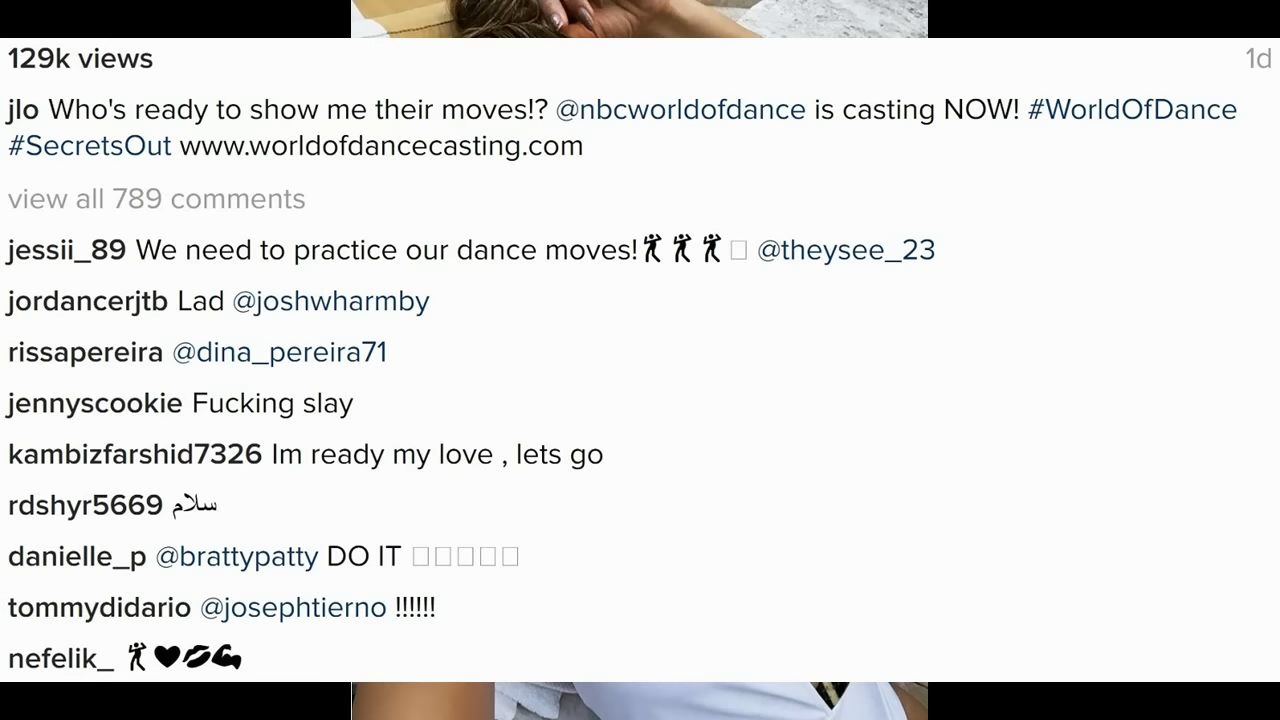 129k views 1d
jlo Who's ready to show me their moves!? @nbcworldofdance is casting NOW! #WorldOfDance
#SecretsOut www.worldofdancecasting.com
view all 789 comments
jessii_89 We need to practice our dance moves!🕺🕺🕺□ @theysee_23
jordancerjtb Lad @joshwharmby
rissapereira @dina_pereira71
jennyscookie Fucking slay
kambizfarshid7326 Im ready my love , lets go
rdshyr5669 سلام
danielle_p @brattypatty DO IT □□□□□
tommydidario @josephtierno !!!!!!
nefelik_ 🕺❤💋💪